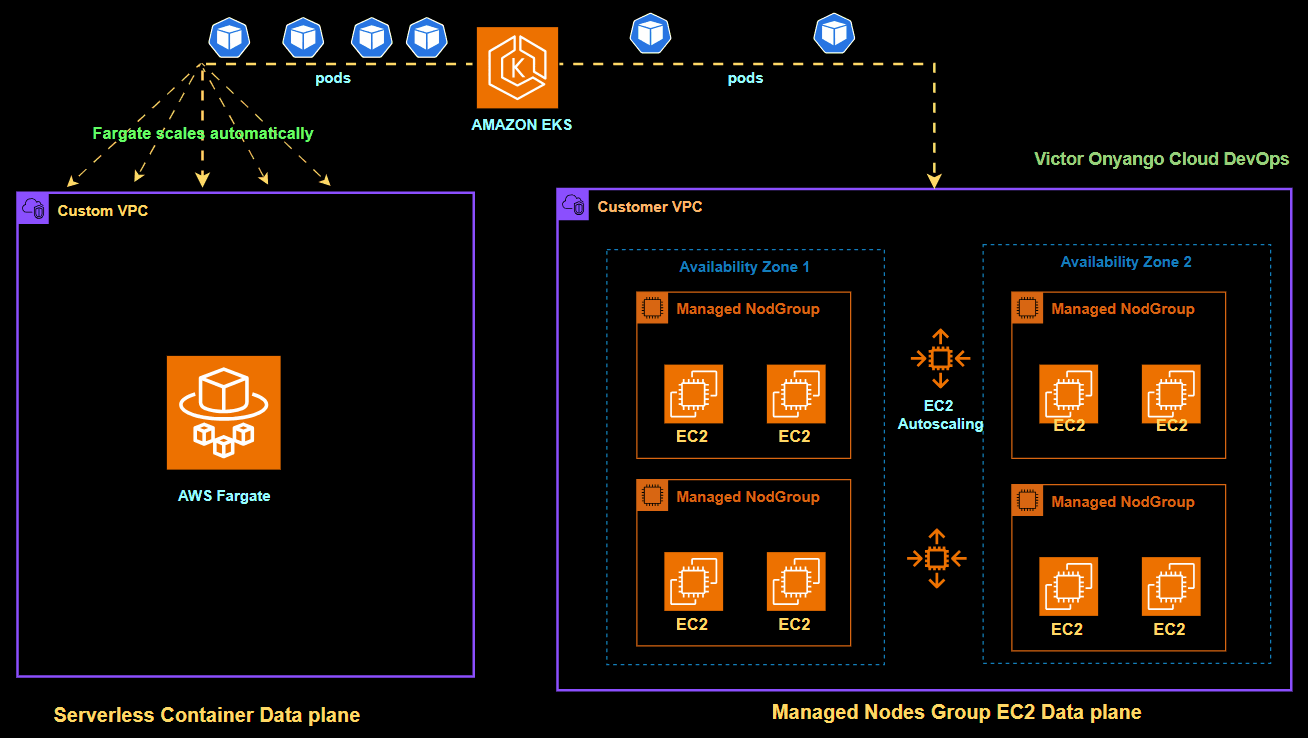 pods
pods
K
AMAZON EKS
Fargate scales automatically
Victor Onyango Cloud DevOps
Custom VPC
AWS Fargate
Serverless Container Data plane
Customer VPC
Availability Zone 1
Managed NodGroup
EC2
EC2
Managed NodGroup
EC2
EC2
EC2
Autoscaling
Availability Zone 2
Managed NodGroup
EC2
EC2
Managed NodGroup
EC2
EC2
Managed Nodes Group EC2 Data plane